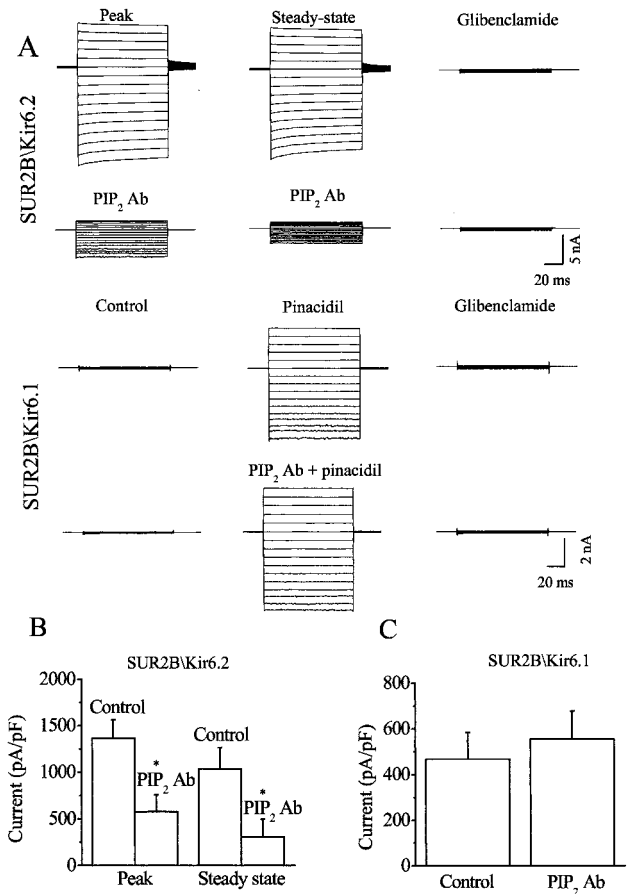 A
Peak
Steady-state
Glibenclamide
SUR2B\Kir6.2
PIP2 Ab
PIP2 Ab
5 nA
20 ms
Control
Pinacidil
Glibenclamide
SUR2B\Kir6.1
PIP2 Ab + pinacidil
2 nA
20 ms
B
SUR2B\Kir6.2
Current (pA/pF)
2000
1500
1000
500
0
Control
*
PIP2 Ab
Control
*
PIP2 Ab
Peak
Steady state
C
SUR2B\Kir6.1
Current (pA/pF)
800
600
400
200
0
Control
PIP2 Ab